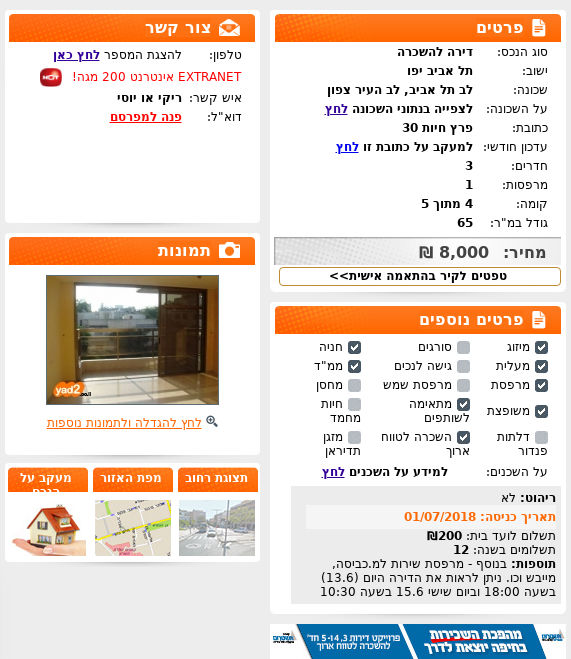 פרטים
סוג הנכס: דירה להשכרה
ישוב: תל אביב יפו
שכונה: לב תל אביב, לב העיר צפון
על השכונה: לצפייה בנתוני השכונה לחץ
כתובת: פרץ חיות 30
עדכון חודשי: למעקב על כתובת זו לחץ
חדרים: 3
מרפסות: 1
קומה: 4 מתוך 5
גודל במ"ר: 65
מחיר: 8,000 ₪
טפטים לקיר בהתאמה אישית>>
פרטים נוספים
מיזוג סורגים חניה
מעלית גישה לנכים ממ"ד
מרפסת מרפסת שמש מחסן
משופצת מתאימה לשותפים חיות מחמד
דלתות פנדור השכרה לטווח ארוך מזגן תדיראן
על השכנים: למידע על השכנים לחץ
ריהוט: לא
תאריך כניסה: 01/07/2018
תשלום לועד בית: 200₪
תשלומים בשנה: 12
תוספות: בנוסף - מרפסת שירות למ.כביסה,
מייבש וכו. ניתן לראות את הדירה היום (13.6)
בשעה 18:00 וביום שישי 15.6 בשעה 10:30
מהפכת השכירות
בחיפה יוצאת לדרך
פרוייקט דירות 3,14-5 חד'
להשכרה לטווח ארוך
צור קשר
טלפון: להצגת המספר לחץ כאן
EXTRANET אינטרנט 200 מגה!
HOT
איש קשר: ריקי או יוסי
דוא"ל: פנה למפרסם
תמונות
yad2.co.il
לחץ להגדלה ולתמונות נוספות
תצוגת רחוב
מפת האזור
מעקב על
הנכס